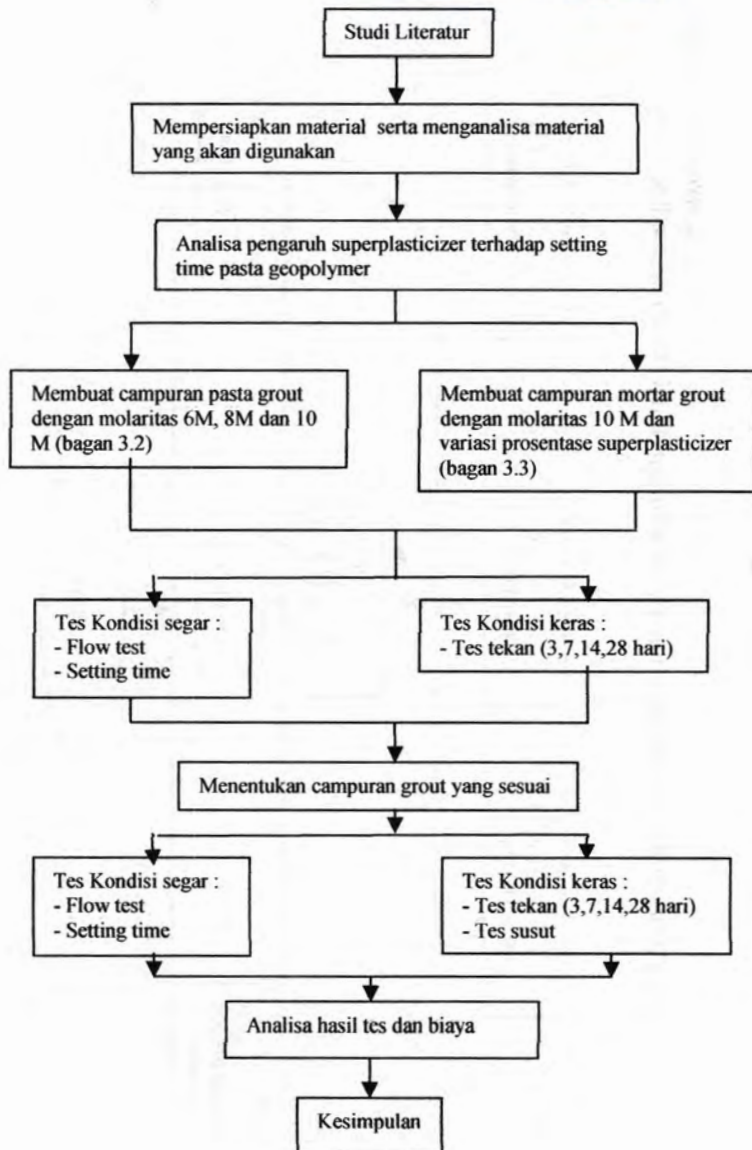 Studi Literatur
Mempersiapkan material serta menganalisa material
yang akan digunakan
Analisa pengaruh superplasticizer terhadap setting
time pasta geopolymer
Membuat campuran pasta grout
dengan molaritas 6M, 8M dan 10
M (bagan 3.2)
Membuat campuran mortar grout
dengan molaritas 10 M dan
variasi prosentase superplasticizer
(bagan 3.3)
Tes Kondisi segar :
- Flow test
- Setting time
Tes Kondisi keras :
- Tes tekan (3,7,14,28 hari)
Menentukan campuran grout yang sesuai
Tes Kondisi segar :
- Flow test
- Setting time
Tes Kondisi keras :
- Tes tekan (3,7,14,28 hari)
- Tes susut
Analisa hasil tes dan biaya
Kesimpulan